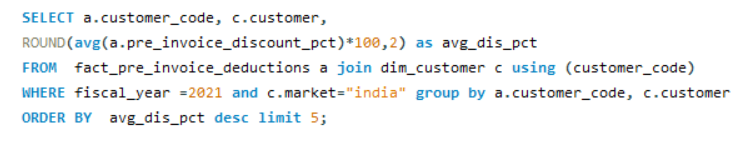 SELECT a.customer_code, c.customer,
ROUND(avg(a.pre_invoice_discount_pct)*100,2) as avg_dis_pct
FROM  fact_pre_invoice_deductions a join dim_customer c using (customer_code)
WHERE fiscal_year =2021 and c.market="india" group by a.customer_code, c.customer
ORDER BY  avg_dis_pct desc limit 5;